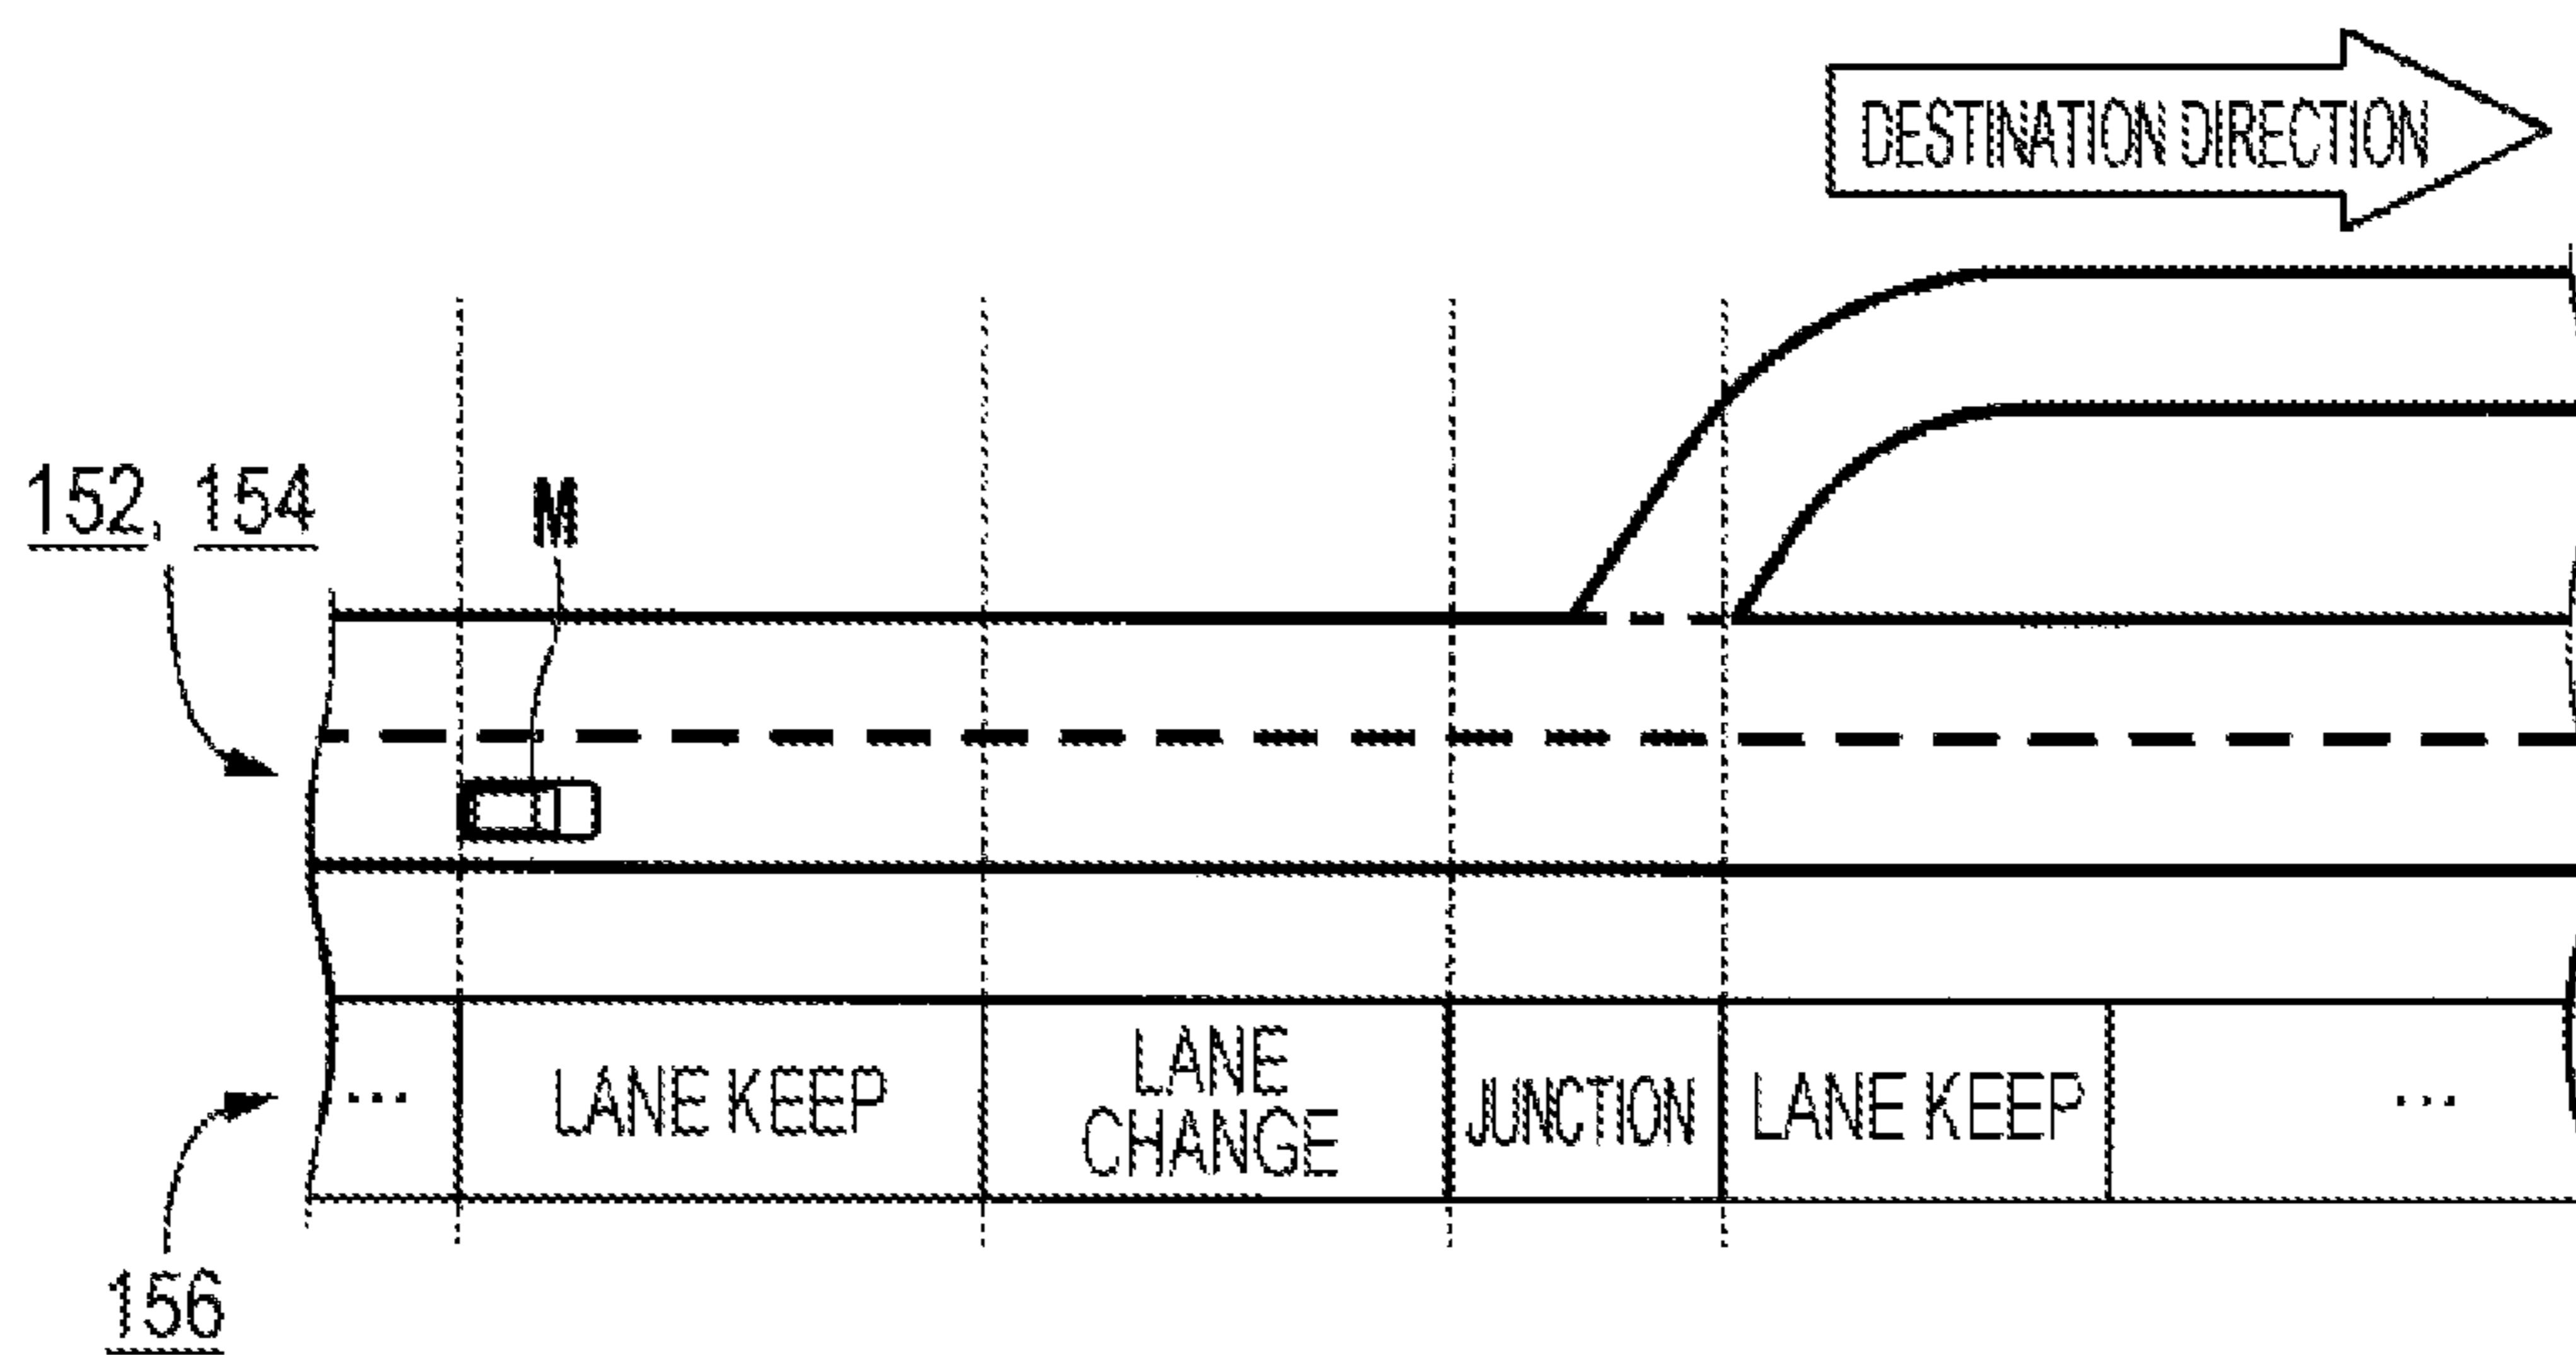 DESTINATION DIRECTION
152, 154
M
... LANE KEEP LANE CHANGE JUNCTION LANE KEEP ...
156